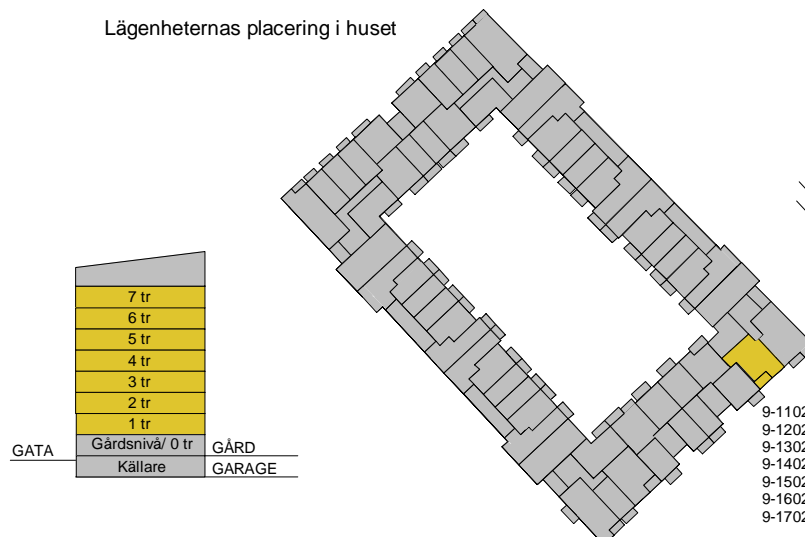 Lägenheternas placering i huset
7 tr
6 tr
5 tr
4 tr
3 tr
2 tr
1 tr
Gårdsnivå/ 0 tr
Källare
GATA
GÅRD
GARAGE
9-1102
9-1202
9-1302
9-1402
9-1502
9-1602
9-1702